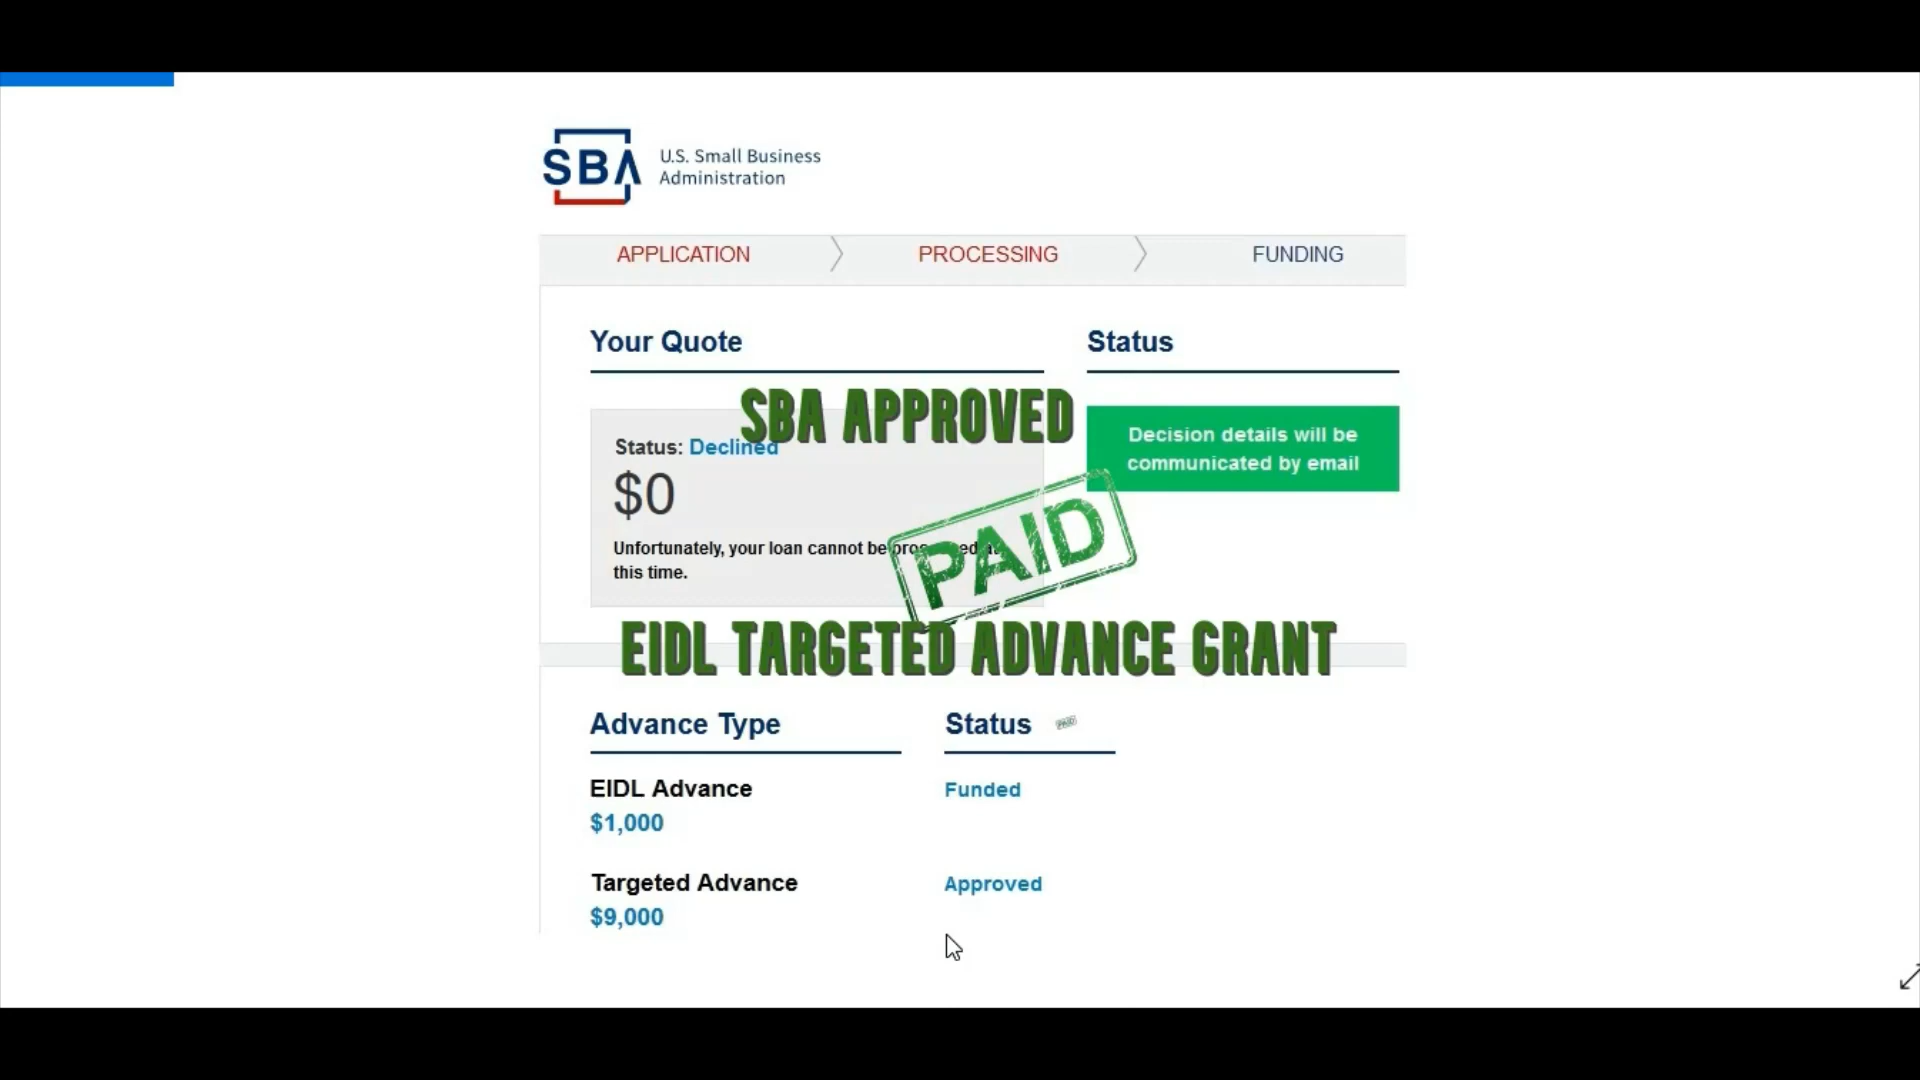 SBA
U.S. Small Business
Administration
APPLICATION
PROCESSING
FUNDING
Your Quote
Status
SBA APPROVED
Status: Declined
$0
Unfortunately, your loan cannot be
this time.
Decision details will be
communicated by email
PAID
EIDL TARGETED ADVANCE GRANT
Advance Type
Status
PAID
EIDL Advance
Funded
$1,000
Targeted Advance
Approved
$9,000